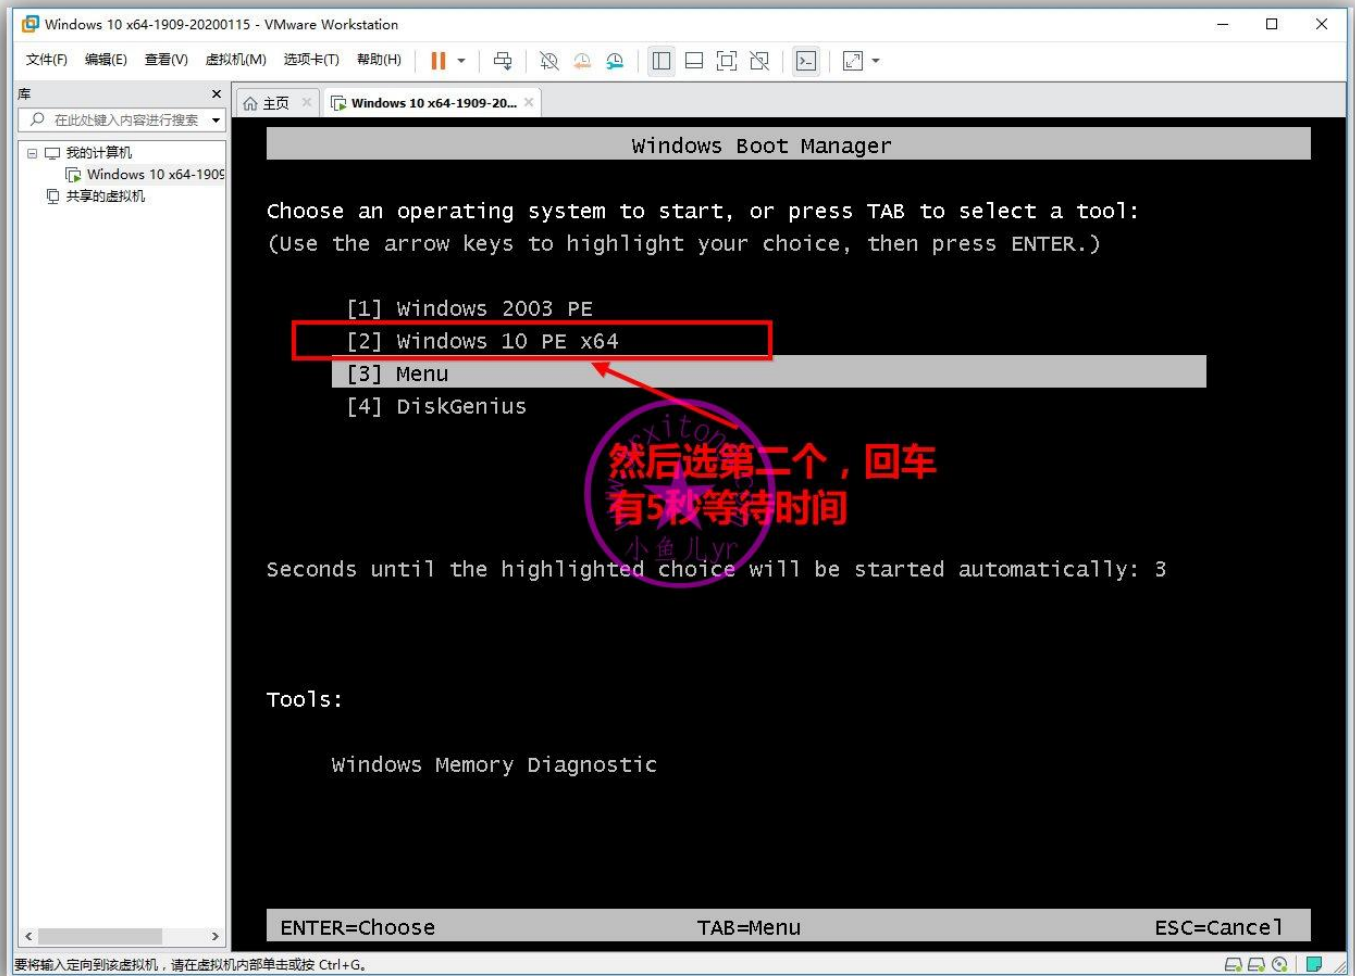 Windows 10 x64-1909-20200115 - VMware Workstation
文件(F) 编辑(E) 查看(V) 虚拟机(M) 选项卡(T) 帮助(H)
库
主页
Windows 10 x64-1909-20...
在此处键入内容进行搜索
我的计算机
Windows 10 x64-1909
共享的虚拟机
Windows Boot Manager
Choose an operating system to start, or press TAB to select a tool:
(Use the arrow keys to highlight your choice, then press ENTER.)
[1] Windows 2003 PE
[2] Windows 10 PE x64
[3] Menu
[4] DiskGenius
然后选第二个，回车
有5秒等待时间
小鱼儿yr
Seconds until the highlighted choice will be started automatically: 3
Tools:
Windows Memory Diagnostic
ENTER=Choose TAB=Menu ESC=Cancel
要将输入定向到该虚拟机，请在虚拟机内部单击或按 Ctrl+G。